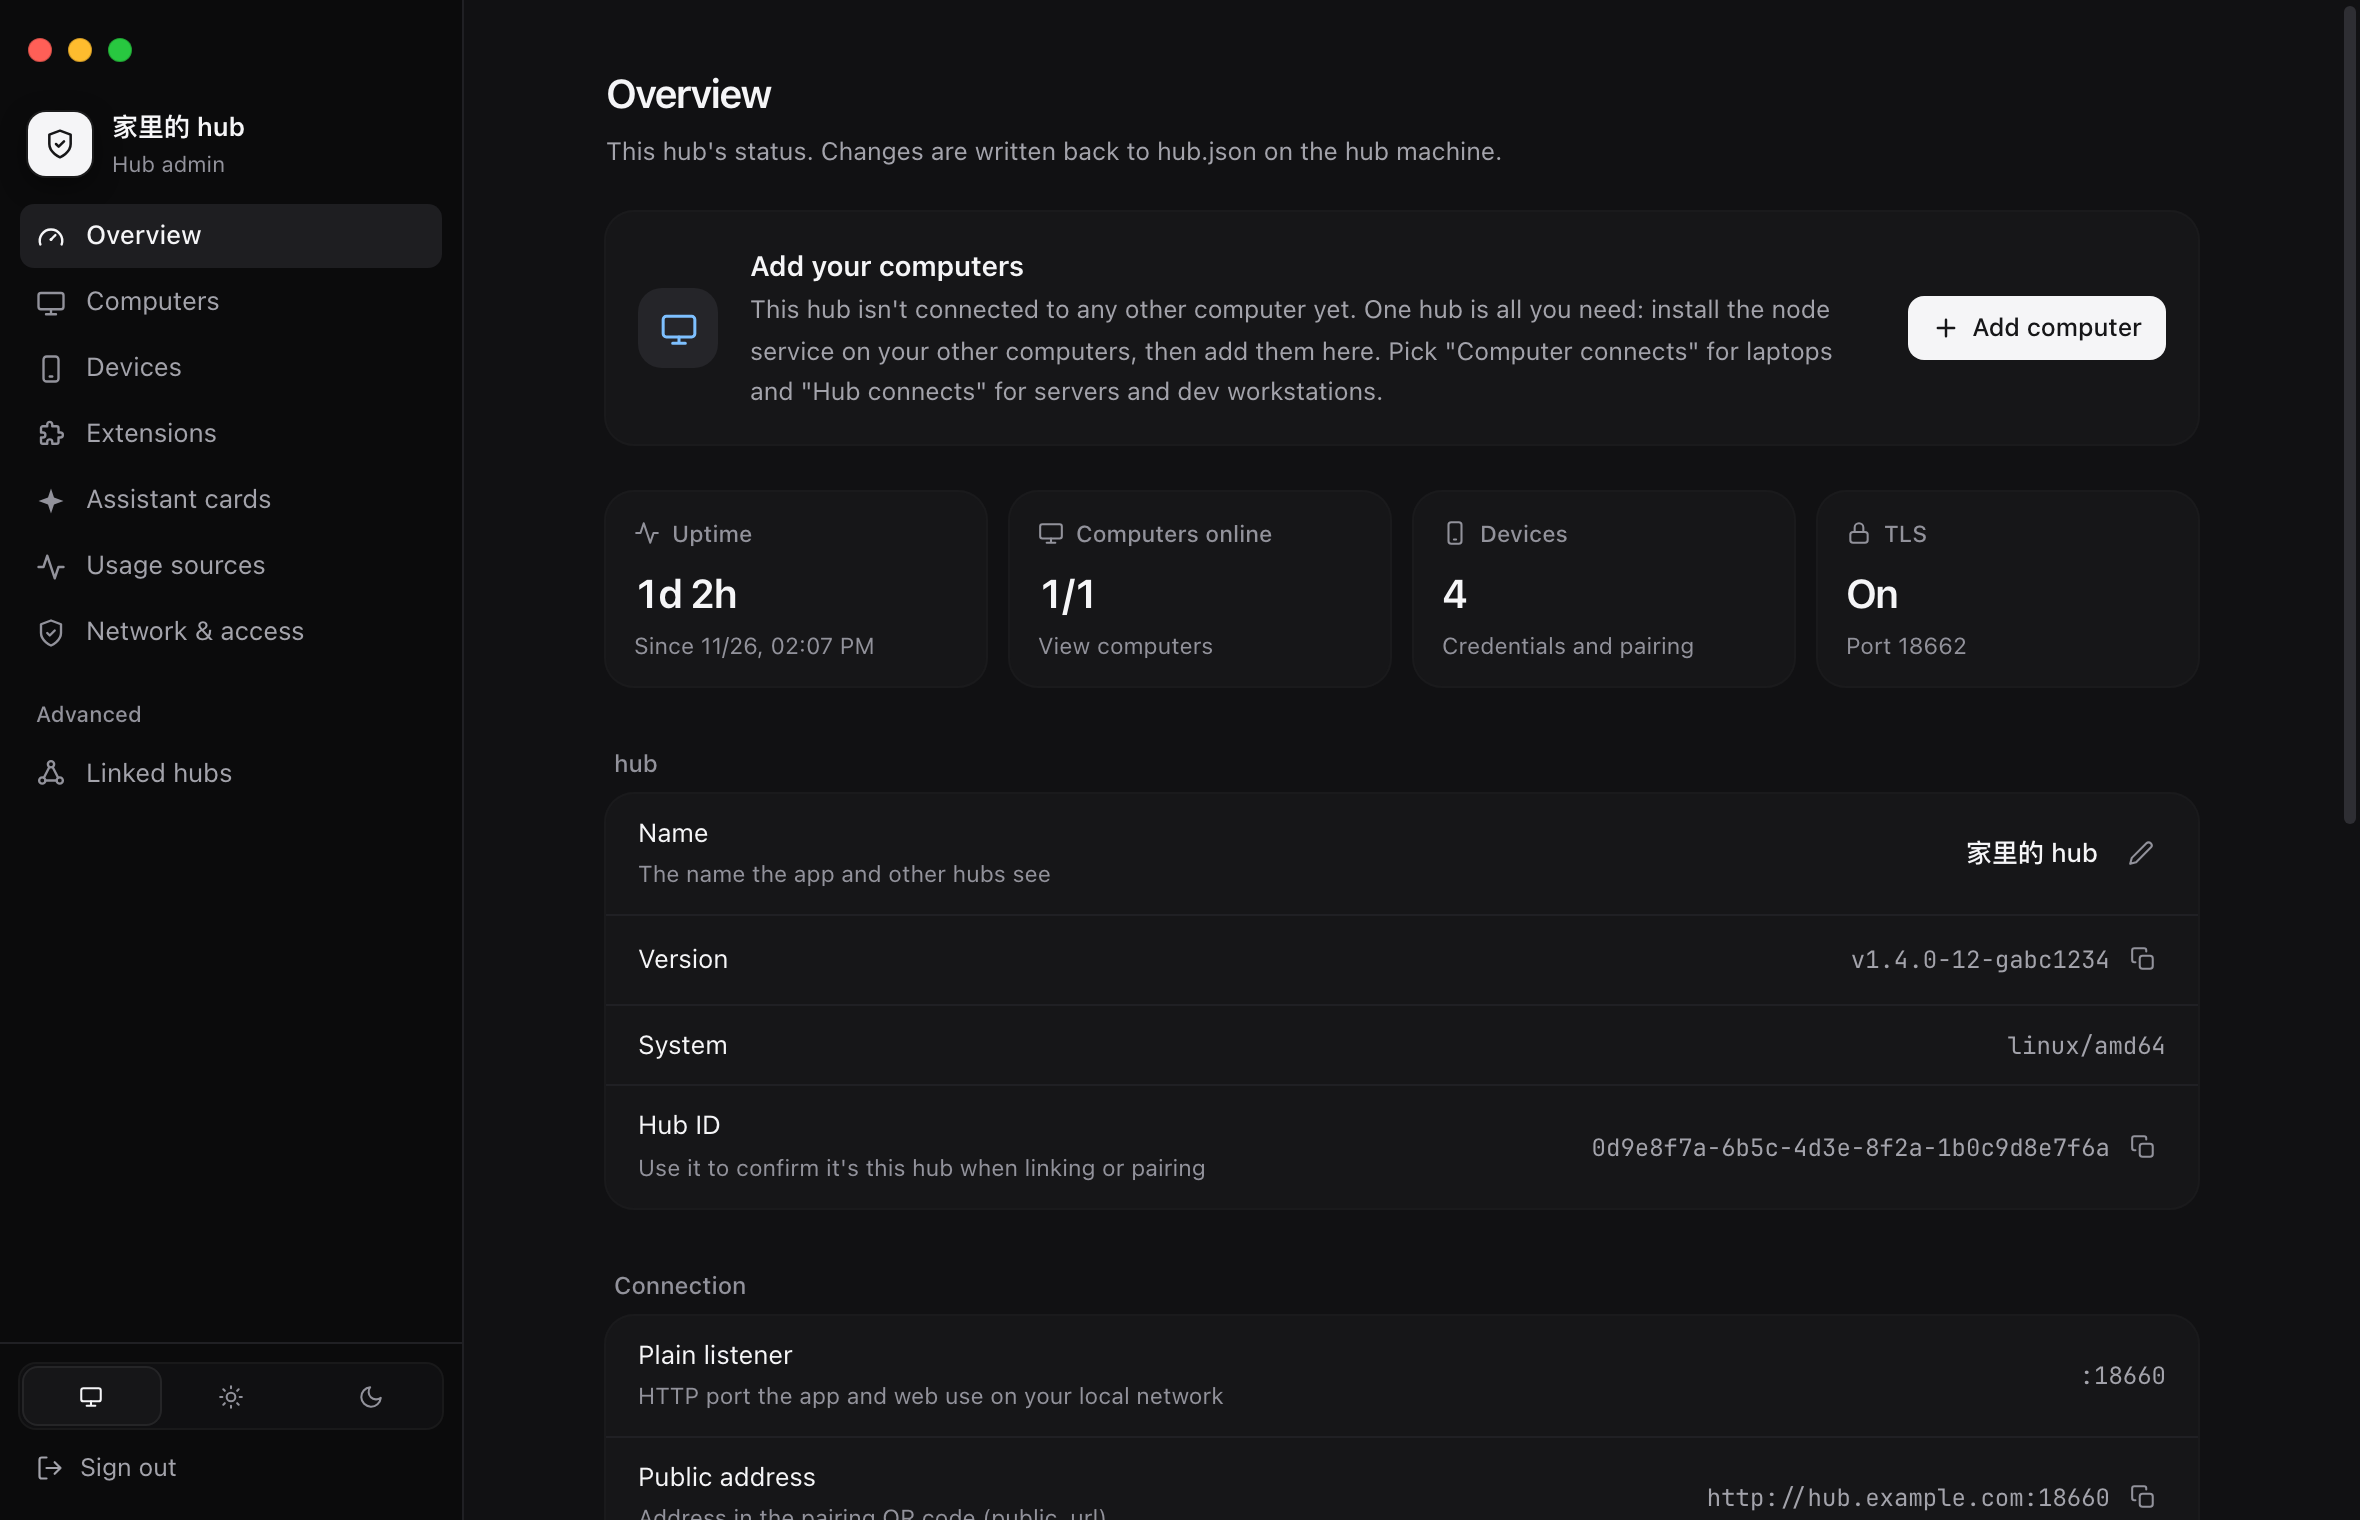 家里的 hub
Hub admin
Overview
Computers
Devices
Extensions
Assistant cards
Usage sources
Network & access
Advanced
Linked hubs
Sign out
Overview
This hub's status. Changes are written back to hub.json on the hub machine.
Add your computers
This hub isn't connected to any other computer yet. One hub is all you need: install the node
service on your other computers, then add them here. Pick "Computer connects" for laptops
and "Hub connects" for servers and dev workstations.
Add computer
Uptime
1d 2h
Since 11/26, 02:07 PM
Computers online
1/1
View computers
Devices
4
Credentials and pairing
TLS
On
Port 18662
hub
Name
The name the app and other hubs see
家里的 hub
Version
v1.4.0-12-gabc1234
System
linux/amd64
Hub ID
Use it to confirm it's this hub when linking or pairing
0d9e8f7a-6b5c-4d3e-8f2a-1b0c9d8e7f6a
Connection
Plain listener
HTTP port the app and web use on your local network
:18660
Public address
Address in the pairing QR code (public_url)
http://hub.example.com:18660